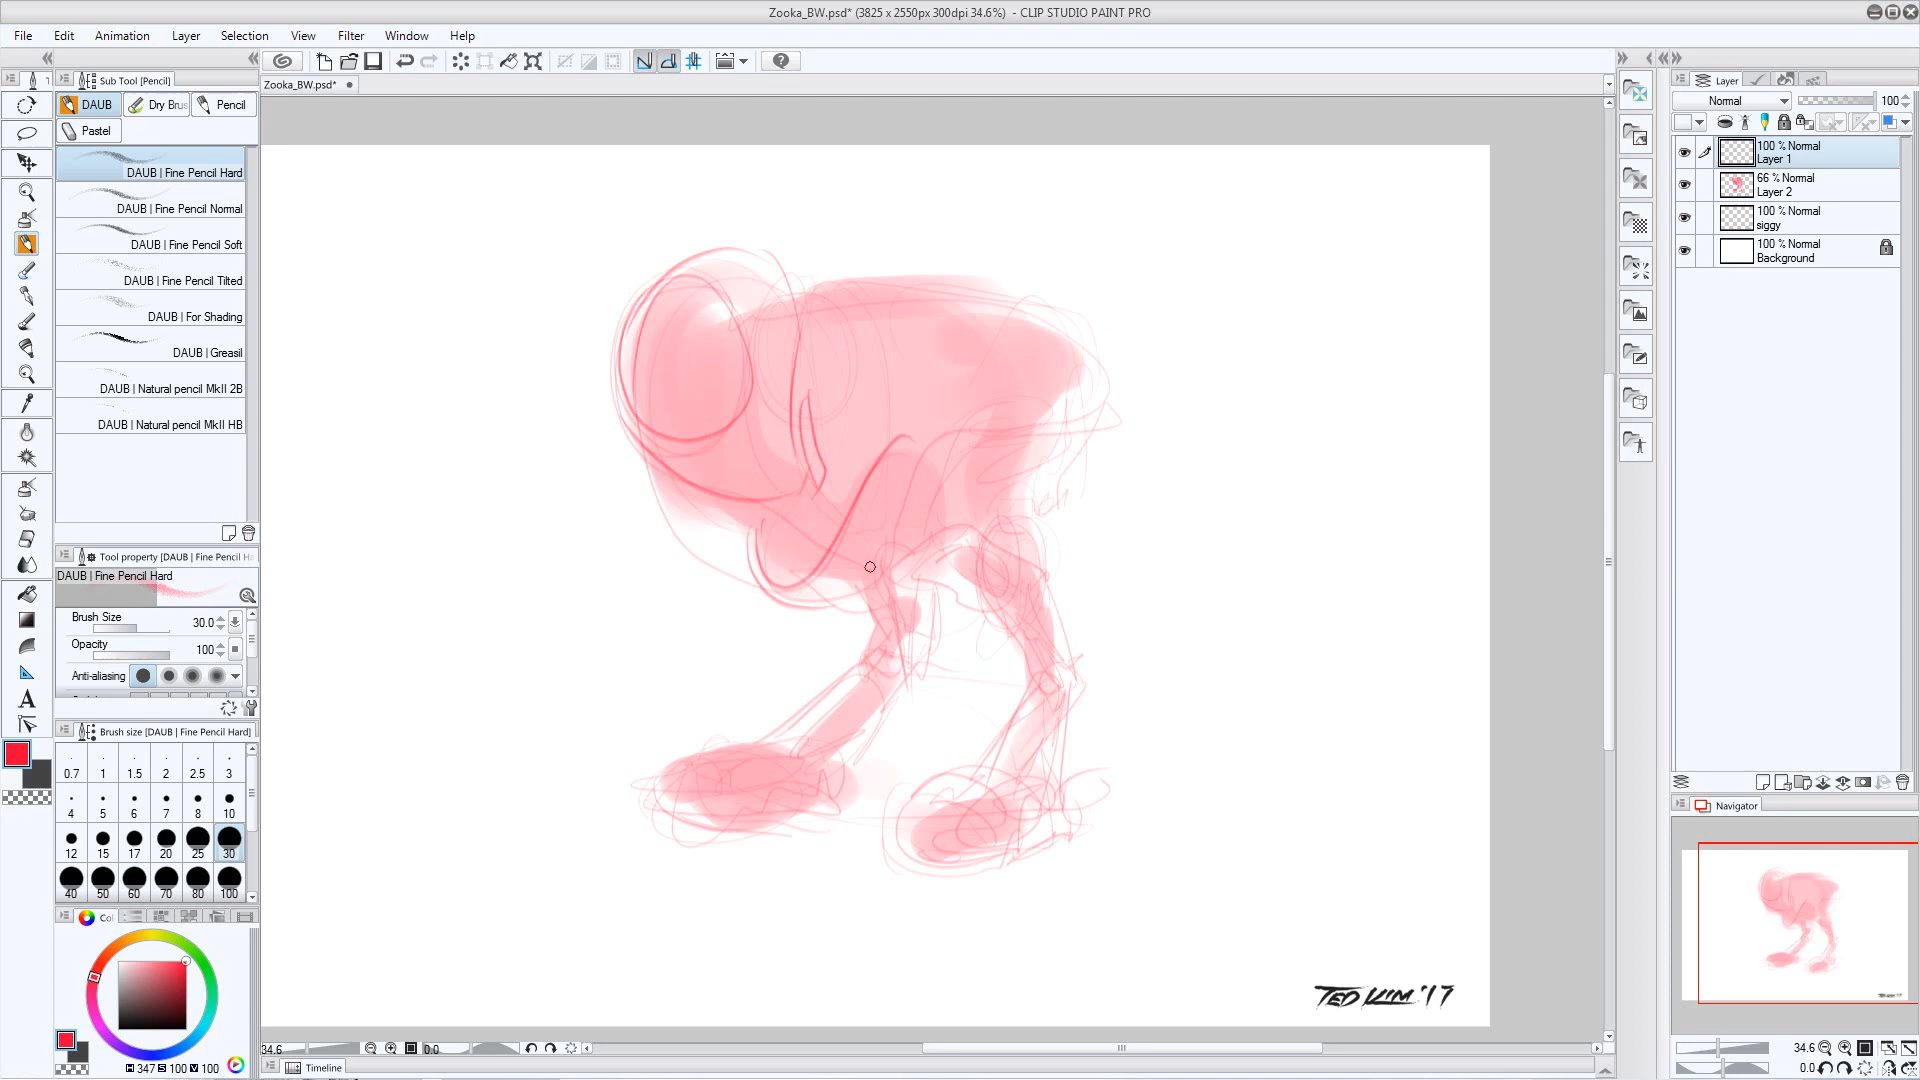 Zooka_BW.psd* (3825 x 2550px 300dpi 34.6%) - CLIP STUDIO PAINT PRO
File Edit Animation Layer Selection View Filter Window Help
Sub Tool [Pencil]
Zooka_BW.psd*
Layer
DAUB Dry Brus Pencil
Pastel
Normal 100
DAUB | Fine Pencil Hard
DAUB | Fine Pencil Normal
DAUB | Fine Pencil Soft
DAUB | Fine Pencil Tilted
DAUB | For Shading
DAUB | Greasil
DAUB | Natural pencil MkII 2B
DAUB | Natural pencil MkII HB
100 % Normal
Layer 1
66 % Normal
Layer 2
100 % Normal
siggy
100 % Normal
Background
Tool property [DAUB | Fine Pencil Ha
DAUB | Fine Pencil Hard
Brush Size 30.0
Opacity 100
Anti-aliasing
Brush size [DAUB | Fine Pencil Hard]
0.7 1 1.5 2 2.5 3
4 5 6 7 8 10
12 15 17 20 25 30
40 50 60 70 80 100
Col
H 347 S 100 V 100
Navigator
TED KIM '17
34.6 0.0
Timeline
34.6
0.0